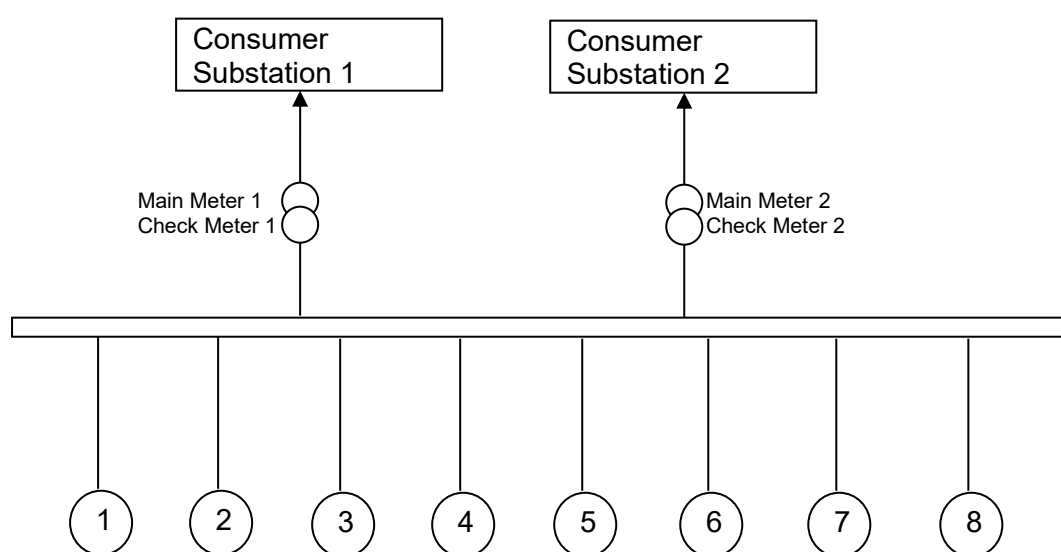 Consumer
Substation 1
Consumer
Substation 2
Main Meter 1
Check Meter 1
Main Meter 2
Check Meter 2
1 2 3 4 5 6 7 8